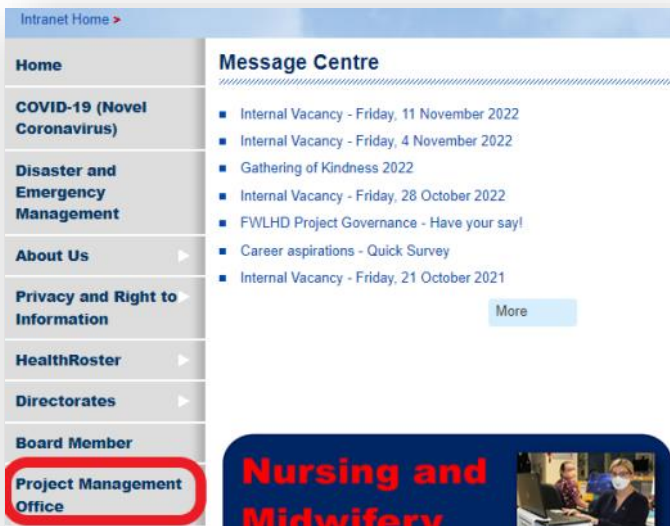 Intranet Home >
Home
COVID-19 (Novel
Coronavirus)
Disaster and
Emergency
Management
About Us
Privacy and Right to
Information
HealthRoster
Directorates
Board Member
Project Management
Office
Message Centre
Internal Vacancy - Friday, 11 November 2022
Internal Vacancy - Friday, 4 November 2022
Gathering of Kindness 2022
Internal Vacancy - Friday, 28 October 2022
FWLHD Project Governance - Have your say!
Career aspirations - Quick Survey
Internal Vacancy - Friday, 21 October 2021
More
Nursing and
Midwifery